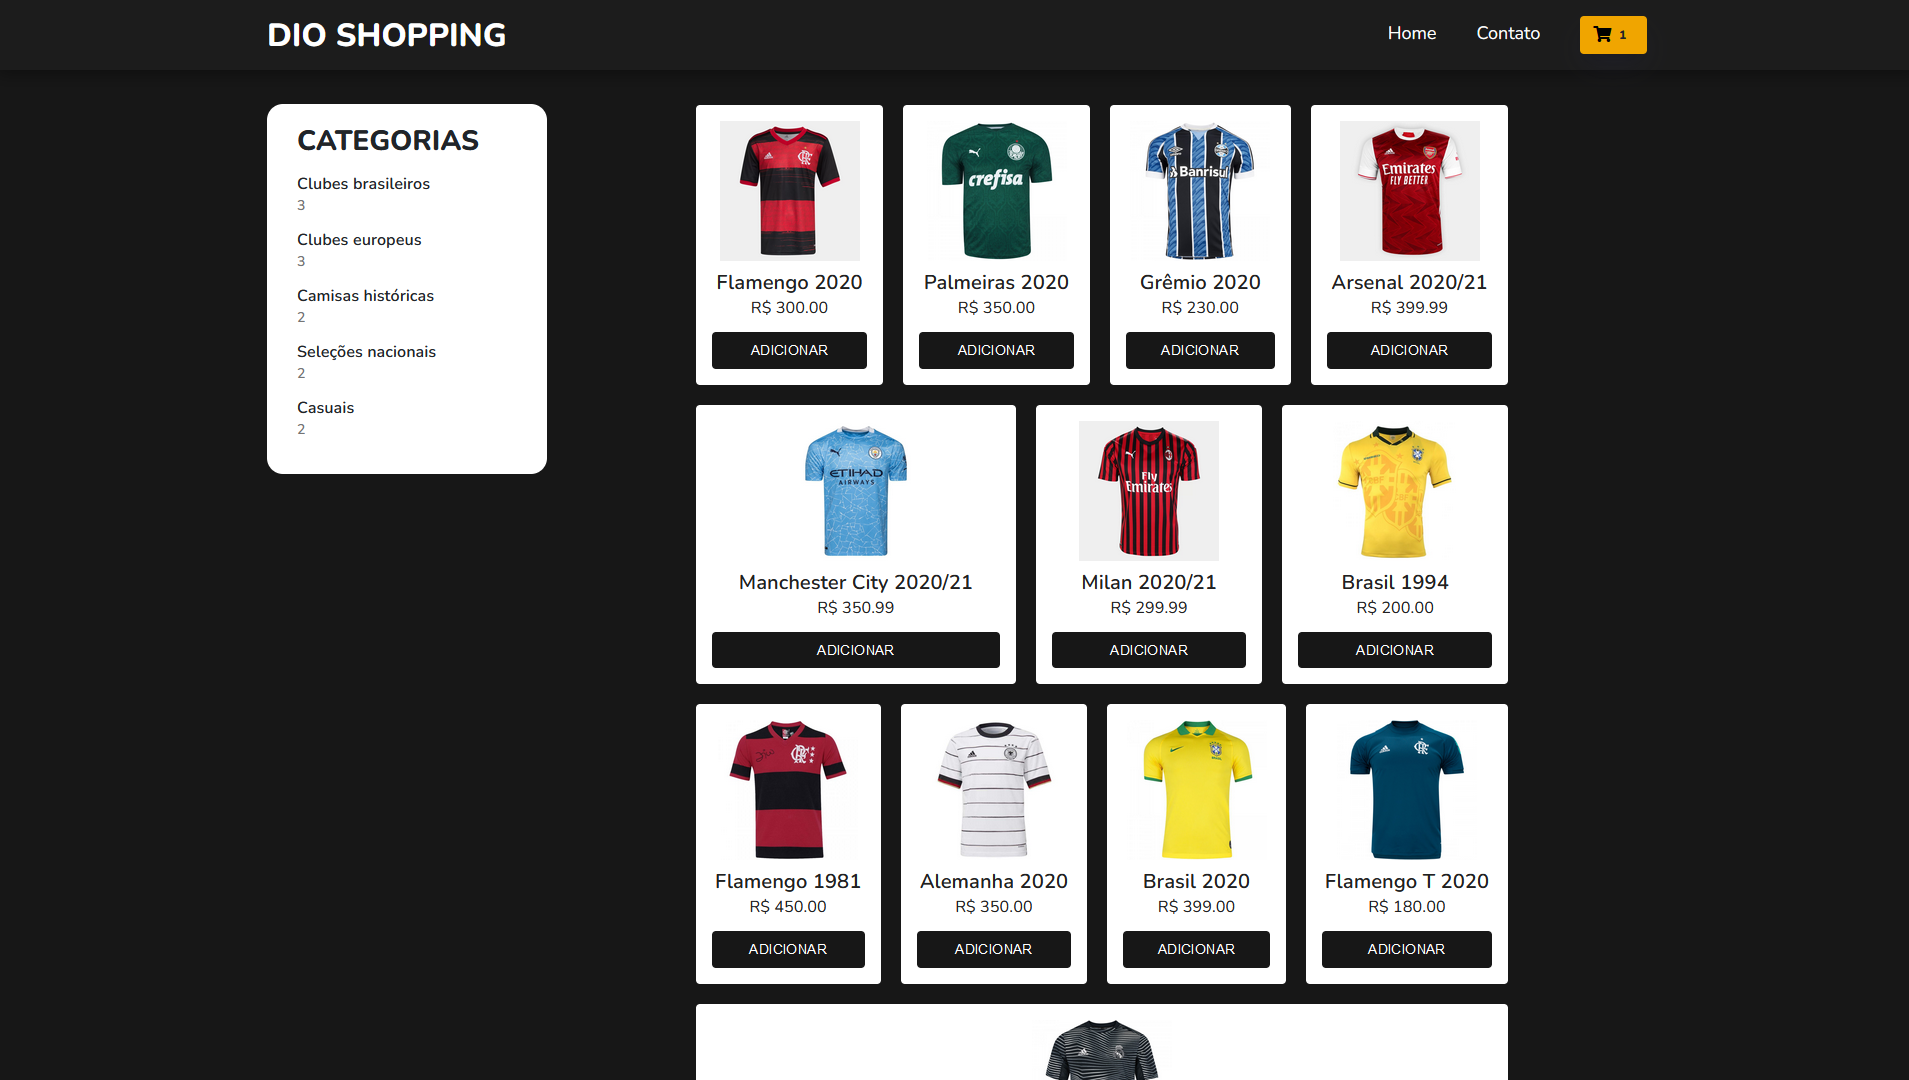 DIO SHOPPING
Home
Contato
1
CATEGORIAS
Clubes brasileiros
3
Clubes europeus
3
Camisas históricas
2
Seleções nacionais
2
Casuais
2
crefisa
Banrisul
Emirates
FLY BETTER
Flamengo 2020
Palmeiras 2020
Grêmio 2020
Arsenal 2020/21
R$ 300.00
R$ 350.00
R$ 230.00
R$ 399.99
ADICIONAR
ADICIONAR
ADICIONAR
ADICIONAR
ETIHAD
AIRWAYS
Fly
Emirates
Manchester City 2020/21
Milan 2020/21
Brasil 1994
R$ 350.99
R$ 299.99
R$ 200.00
ADICIONAR
ADICIONAR
ADICIONAR
Flamengo 1981
Alemanha 2020
Brasil 2020
Flamengo T 2020
R$ 450.00
R$ 350.00
R$ 399.00
R$ 180.00
ADICIONAR
ADICIONAR
ADICIONAR
ADICIONAR